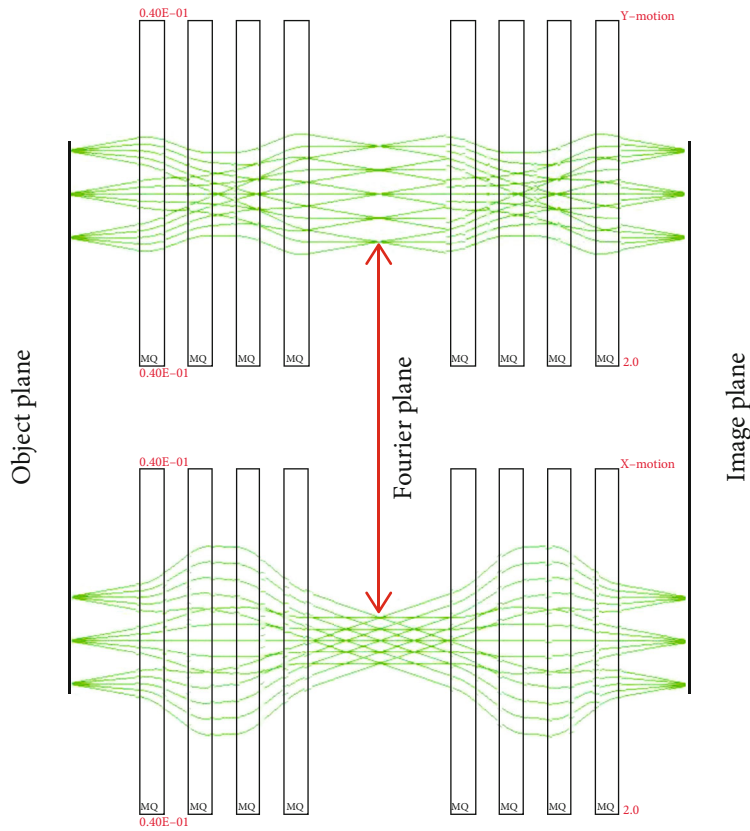 0.40E–01
Y–motion
MQ MQ MQ MQ MQ MQ MQ MQ
0.40E–01
2.0
Object plane
Fourier plane
Image plane
0.40E–01
X–motion
MQ MQ MQ MQ MQ MQ MQ MQ
0.40E–01
2.0